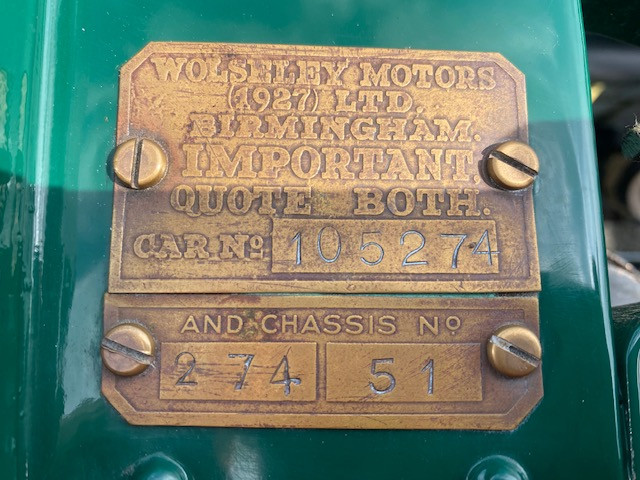 WOLSELEY MOTORS
(1927) LTD.
BIRMINGHAM.
IMPORTANT.
QUOTE BOTH.
CAR No 105274
AND CHASSIS No
274 51